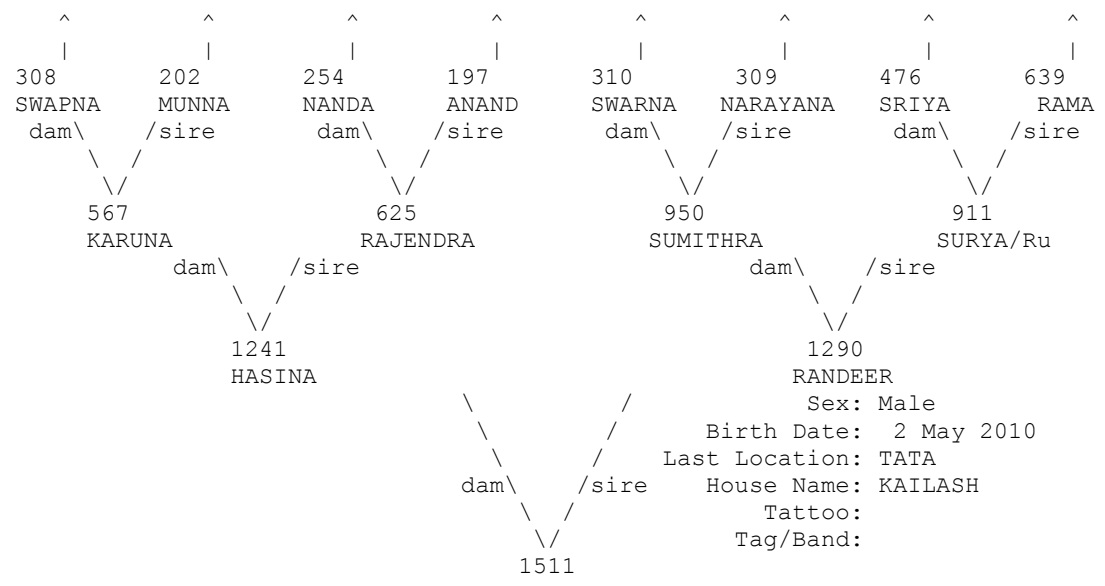 ^ ^ ^ ^ ^ ^ ^ ^
| | | | | | | |
308 202 254 197 310 309 476 639
SWAPNA MUNNA NANDA ANAND SWARNA NARAYANA SRIYA RAMA
dam\ /sire dam\ /sire dam\ /sire dam\ /sire
\ / \ / \ / \ /
\/ \/ \/ \/
567 625 950 911
KARUNA RAJENDRA SUMITHRA SURYA/Ru
dam\ /sire dam\ /sire
\ / \ /
\/ \/
1241 1290
HASINA RANDEER
\ / Sex: Male
\ / Birth Date: 2 May 2010
\ / Last Location: TATA
dam\ /sire House Name: KAILASH
\ / Tattoo:
\/ Tag/Band:
1511